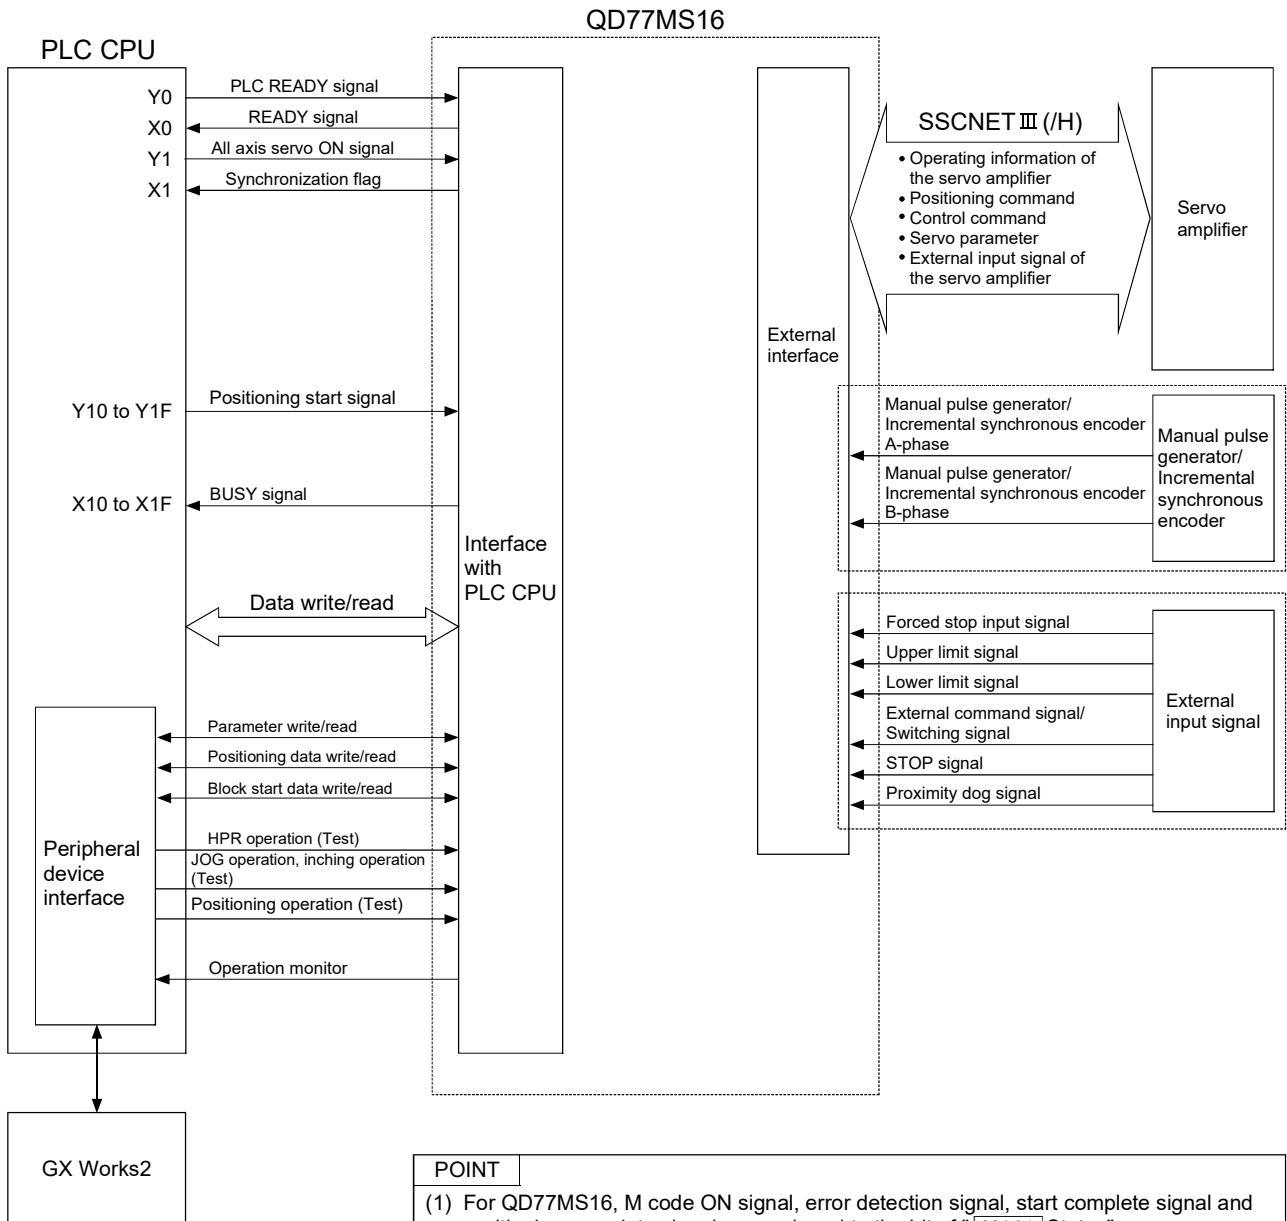 QD77MS16
PLC CPU
Y0
PLC READY signal
X0
READY signal
Y1
All axis servo ON signal
X1
Synchronization flag
Y10 to Y1F
Positioning start signal
X10 to X1F
BUSY signal
Data write/read
Interface
with
PLC CPU
Parameter write/read
Positioning data write/read
Block start data write/read
HPR operation (Test)
JOG operation, inching operation
(Test)
Positioning operation (Test)
Operation monitor
Peripheral
device
interface
GX Works2
External
interface
SSCNETⅢ(/H)
• Operating information of
the servo amplifier
• Positioning command
• Control command
• Servo parameter
• External input signal of
the servo amplifier
Servo
amplifier
Manual pulse generator/
Incremental synchronous encoder
A-phase
Manual pulse generator/
Incremental synchronous encoder
B-phase
Manual pulse
generator/
Incremental
synchronous
encoder
Forced stop input signal
Upper limit signal
Lower limit signal
External command signal/
Switching signal
STOP signal
Proximity dog signal
External
input signal
POINT
(1) For QD77MS16, M code ON signal, error detection signal, start complete signal and